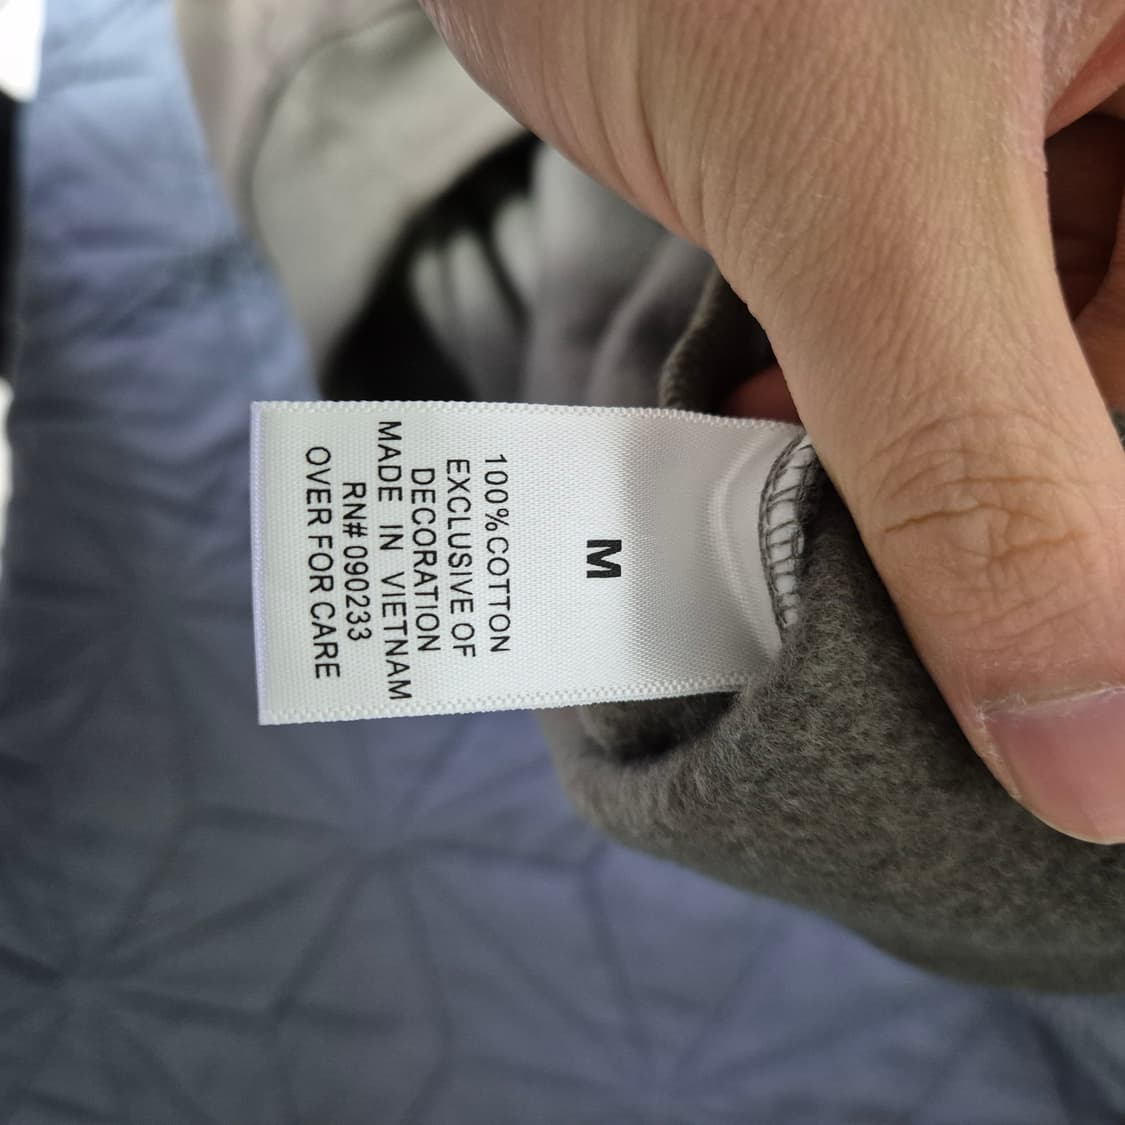 M
100%COTTON
EXCLUSIVE OF
DECORATION
MADE IN VIETNAM
RN# 090233
OVER FOR CARE